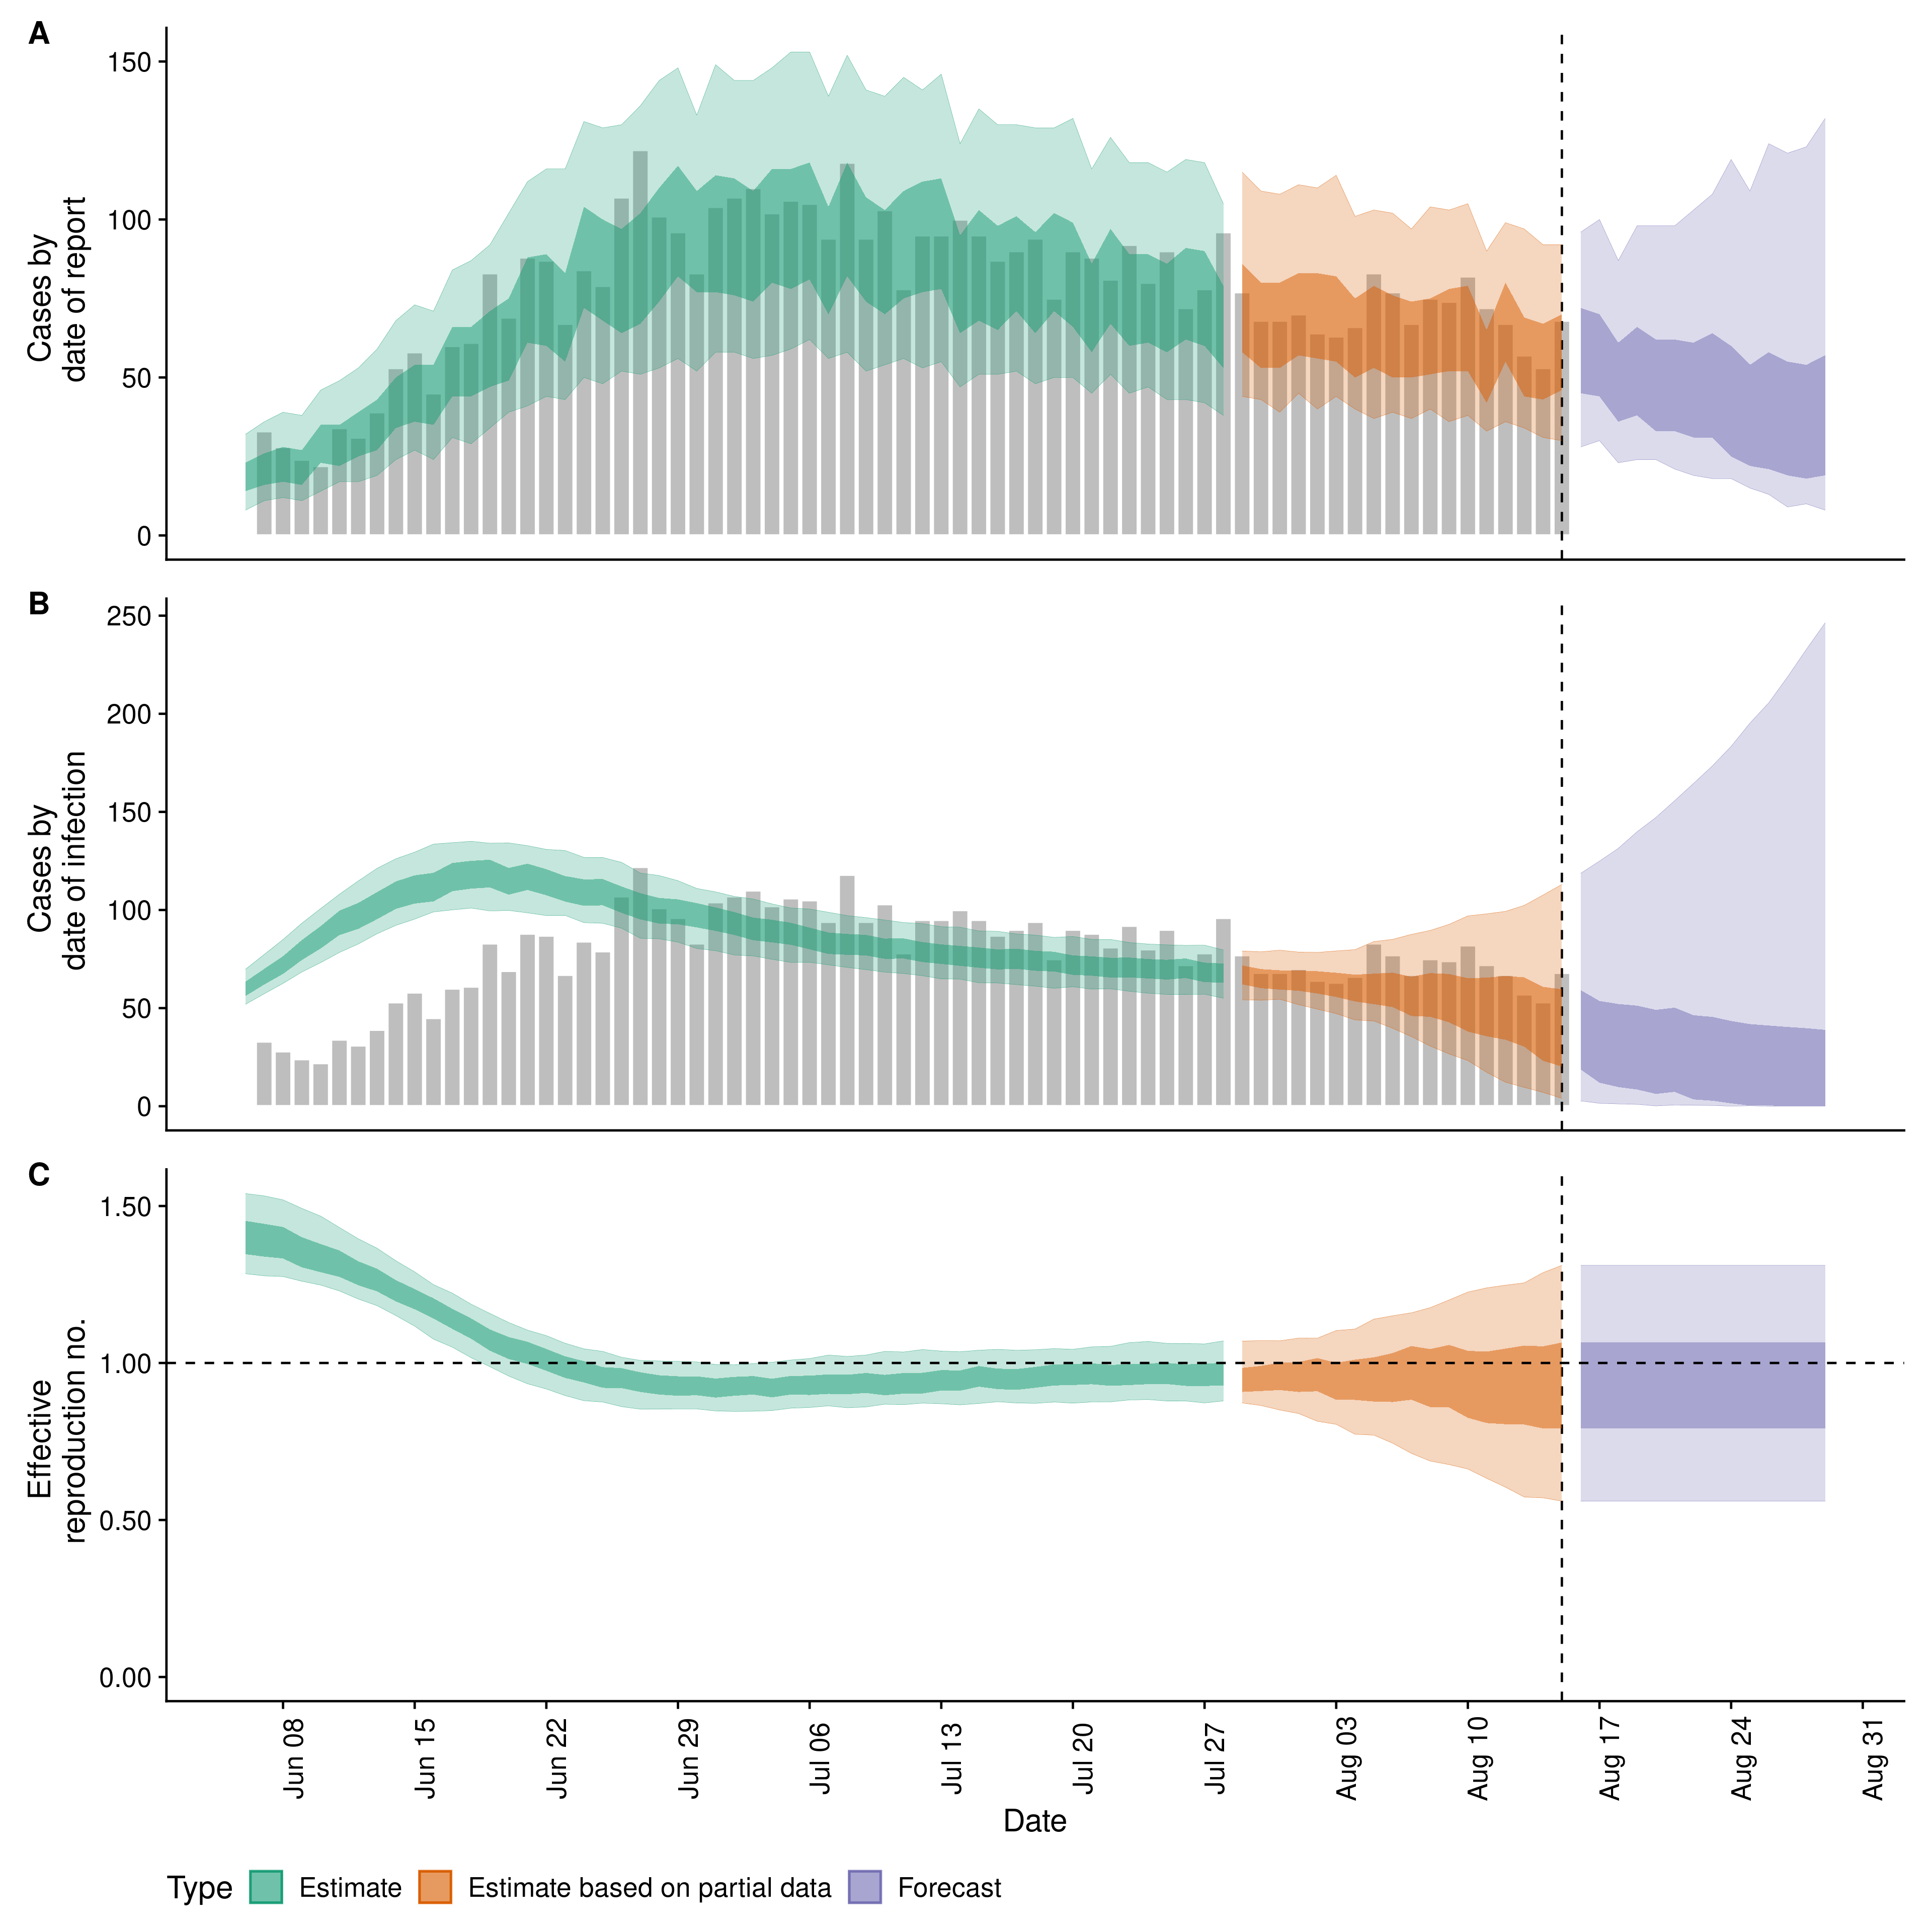 A
150
100
50
0
Cases by
date of report
B
250
200
150
100
50
0
Cases by
date of infection
C
1.50
1.00
0.50
0.00
Effective
reproduction no.
Jun 08
Jun 15
Jun 22
Jun 29
Jul 06
Jul 13
Jul 20
Jul 27
Aug 03
Aug 10
Aug 17
Aug 24
Aug 31
Date
Type Estimate Estimate based on partial data Forecast